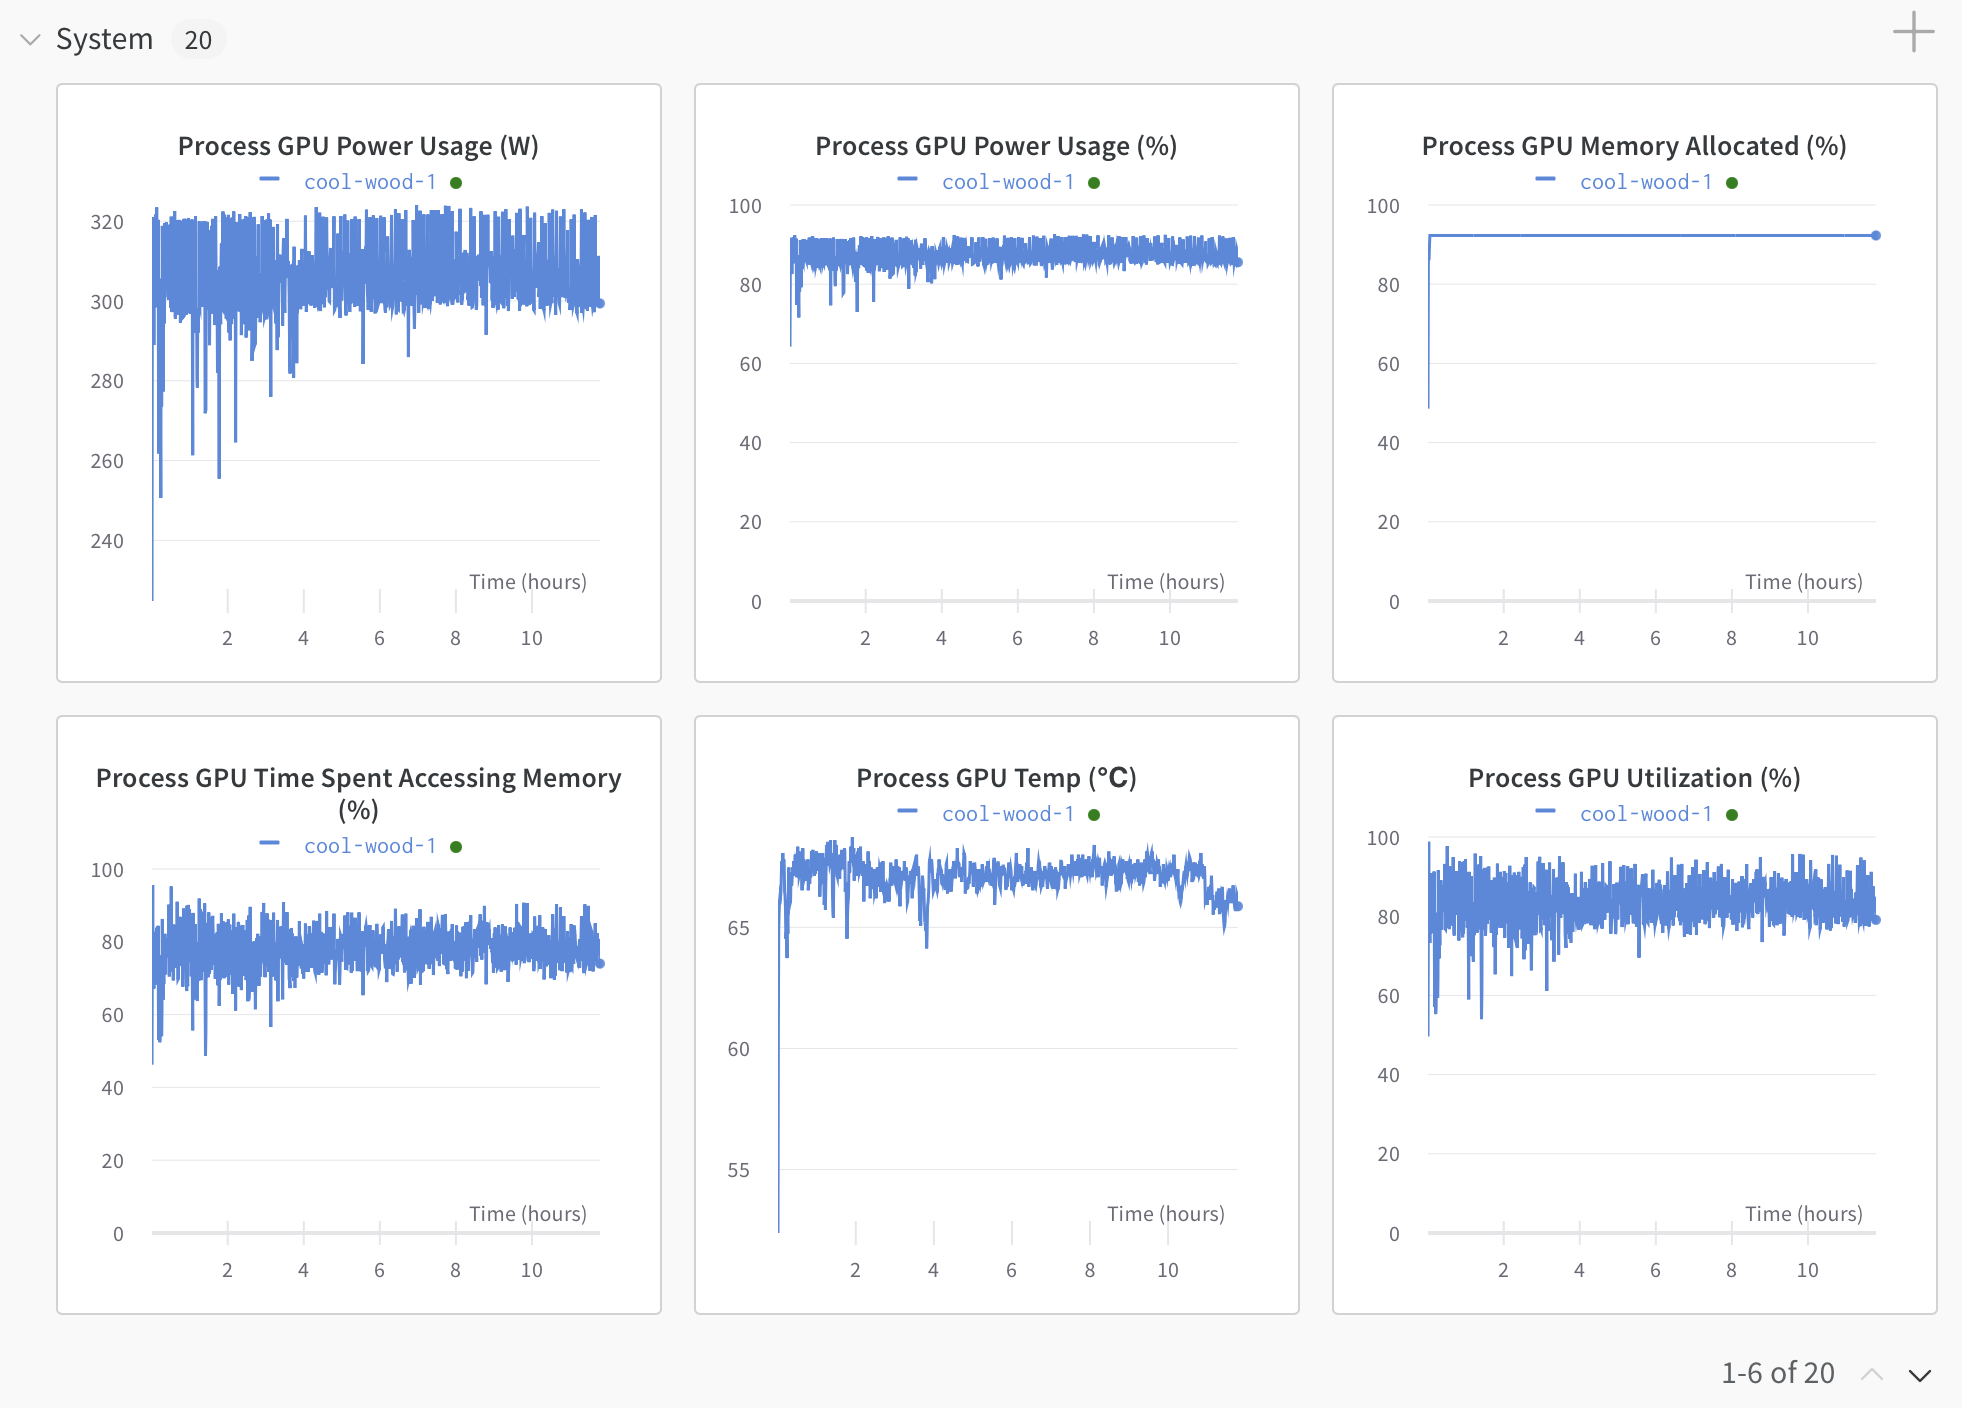 System 20
Process GPU Power Usage (W)
cool-wood-1
320
300
280
260
240
Time (hours)
2 4 6 8 10
Process GPU Power Usage (%)
cool-wood-1
100
80
60
40
20
0
Time (hours)
2 4 6 8 10
Process GPU Memory Allocated (%)
cool-wood-1
100
80
60
40
20
0
Time (hours)
2 4 6 8 10
Process GPU Time Spent Accessing Memory
(%)
cool-wood-1
100
80
60
40
20
0
Time (hours)
2 4 6 8 10
Process GPU Temp (℃)
cool-wood-1
65
60
55
Time (hours)
2 4 6 8 10
Process GPU Utilization (%)
cool-wood-1
100
80
60
40
20
0
Time (hours)
2 4 6 8 10
1-6 of 20